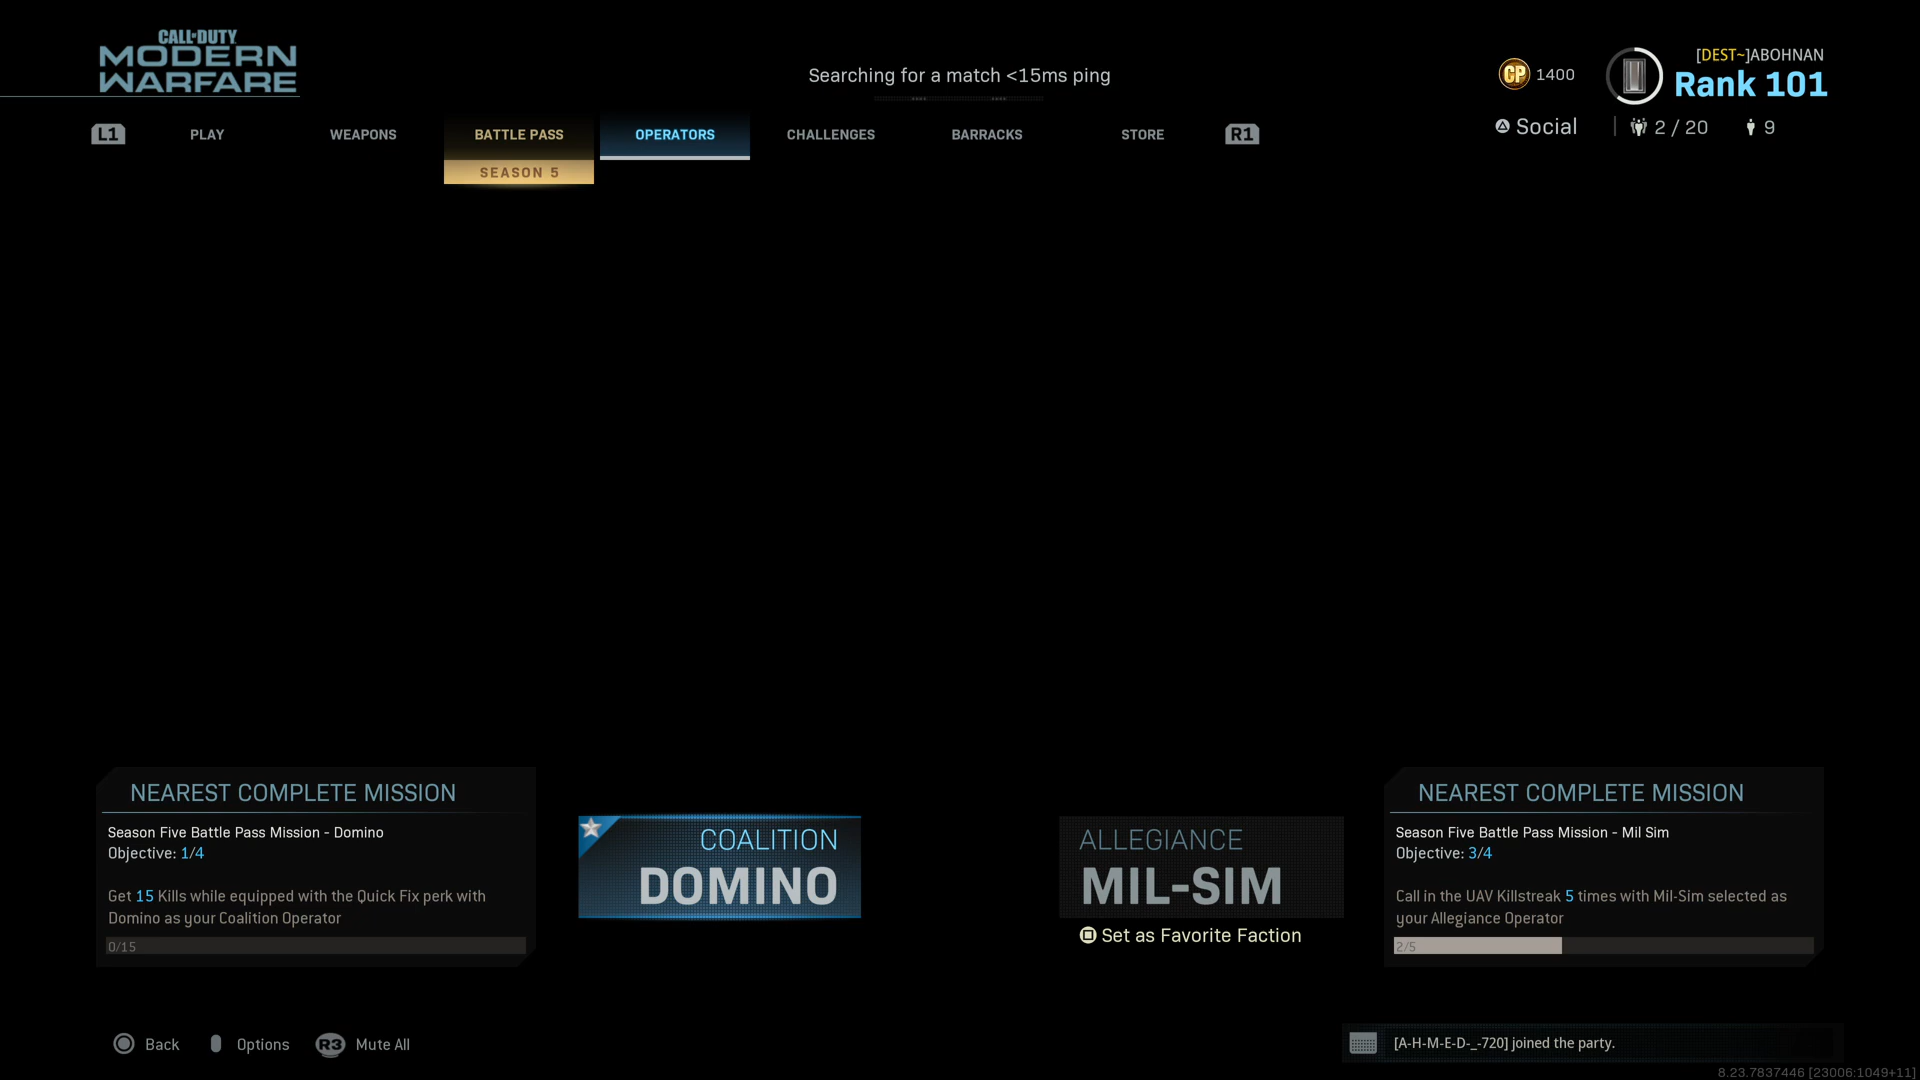 CALL OF DUTY
MODERN
WARFARE
Searching for a match <15ms ping
CP 1400
[DEST~]ABOHNAN
Rank 101
Social
2 / 20
9
L1
PLAY
WEAPONS
BATTLE PASS
SEASON 5
OPERATORS
CHALLENGES
BARRACKS
STORE
R1
NEAREST COMPLETE MISSION
Season Five Battle Pass Mission - Domino
Objective: 1/4
Get 15 Kills while equipped with the Quick Fix perk with
Domino as your Coalition Operator
0/15
COALITION
DOMINO
ALLEGIANCE
MIL-SIM
Set as Favorite Faction
NEAREST COMPLETE MISSION
Season Five Battle Pass Mission - Mil Sim
Objective: 3/4
Call in the UAV Killstreak 5 times with Mil-Sim selected as
your Allegiance Operator
2/5
Back
Options
R3 Mute All
[A-H-M-E-D-_-720] joined the party.
8.23.7837446 [23006:1049+11]